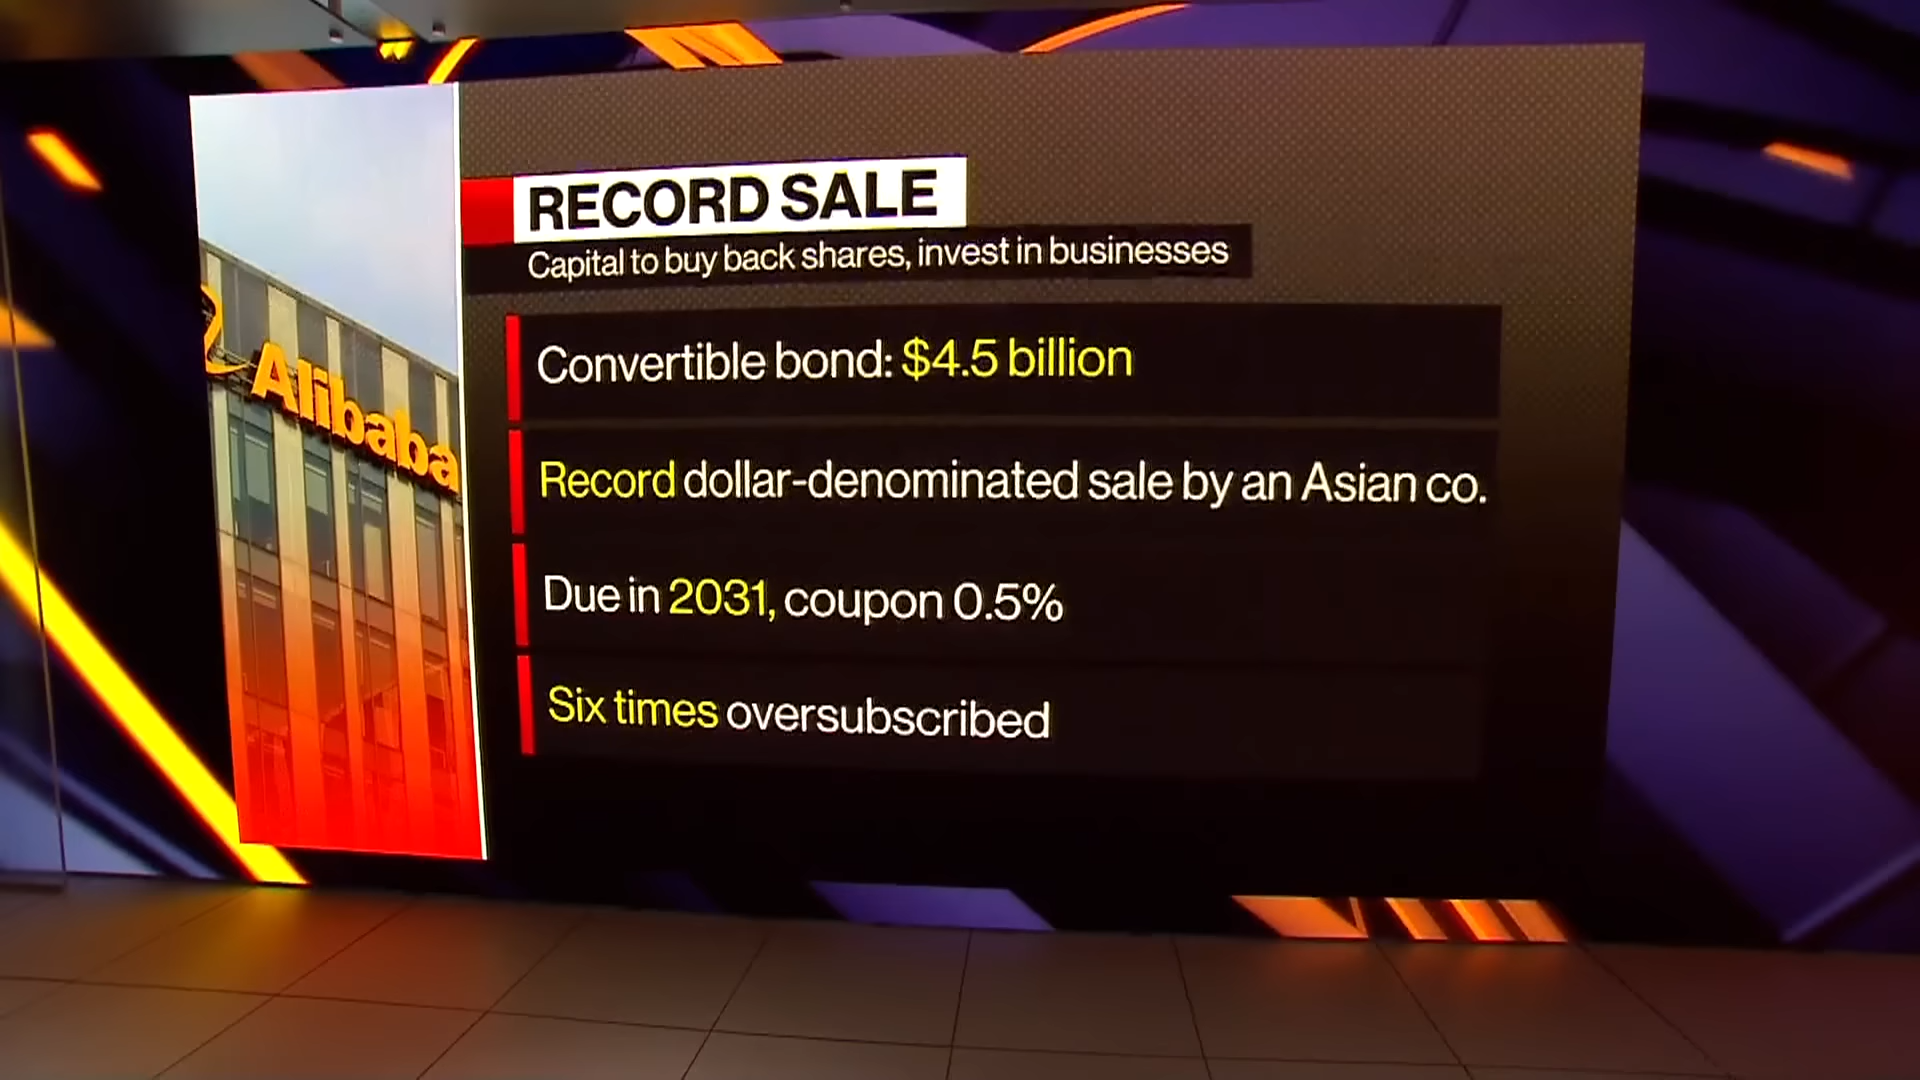 Alibaba
RECORD SALE
Capital to buy back shares, invest in businesses
Convertible bond: $4.5 billion
Record dollar-denominated sale by an Asian co.
Due in 2031, coupon 0.5%
Six times oversubscribed